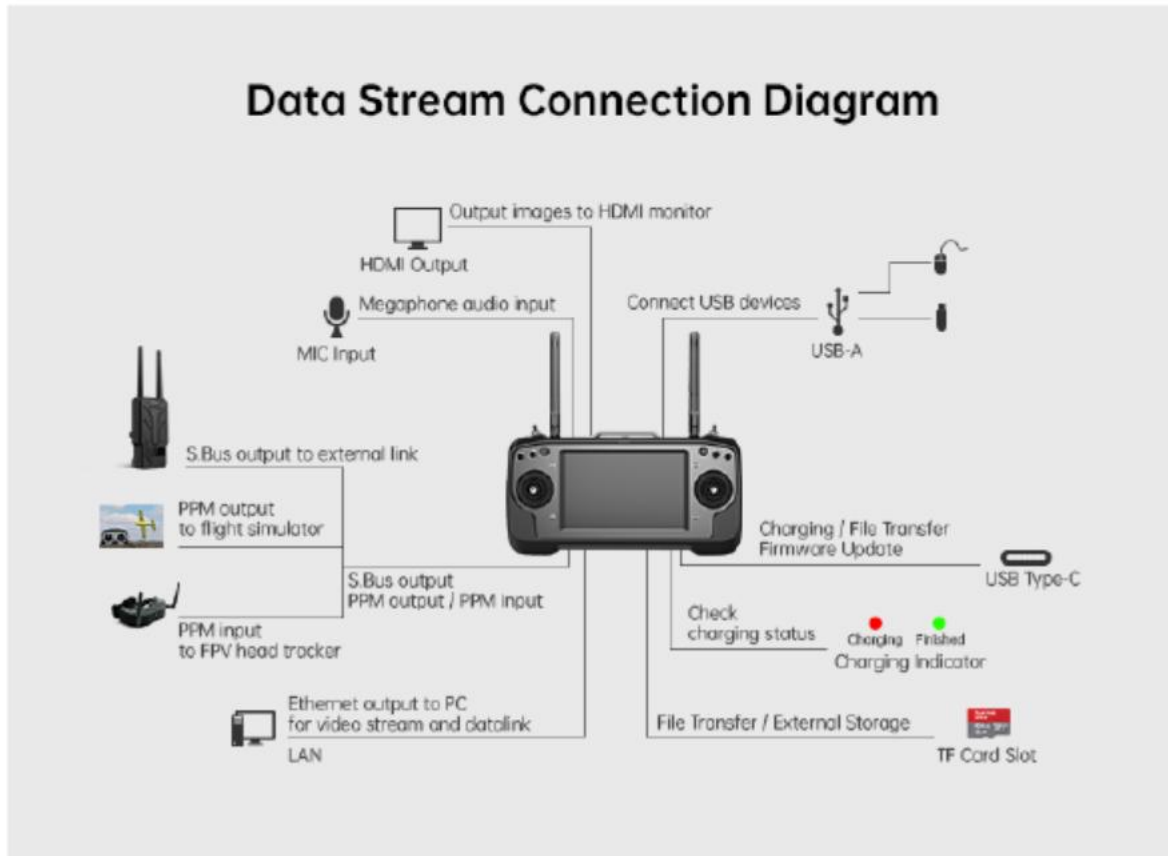 Data Stream Connection Diagram
Output images to HDMI monitor
HDMI Output
Megaphone audio input
MIC Input
Connect USB devices
USB-A
S.Bus output to external link
PPM output
to flight simulator
S.Bus output
PPM output / PPM Input
PPM input
to FPV head tracker
Charging / File Transfer
Firmware Update
USB Type-C
Check
charging status
Charging Finished
Charging Indicator
Ethernet output to PC
for video stream and datalink
LAN
File Transfer / External Storage
TF Card Slot